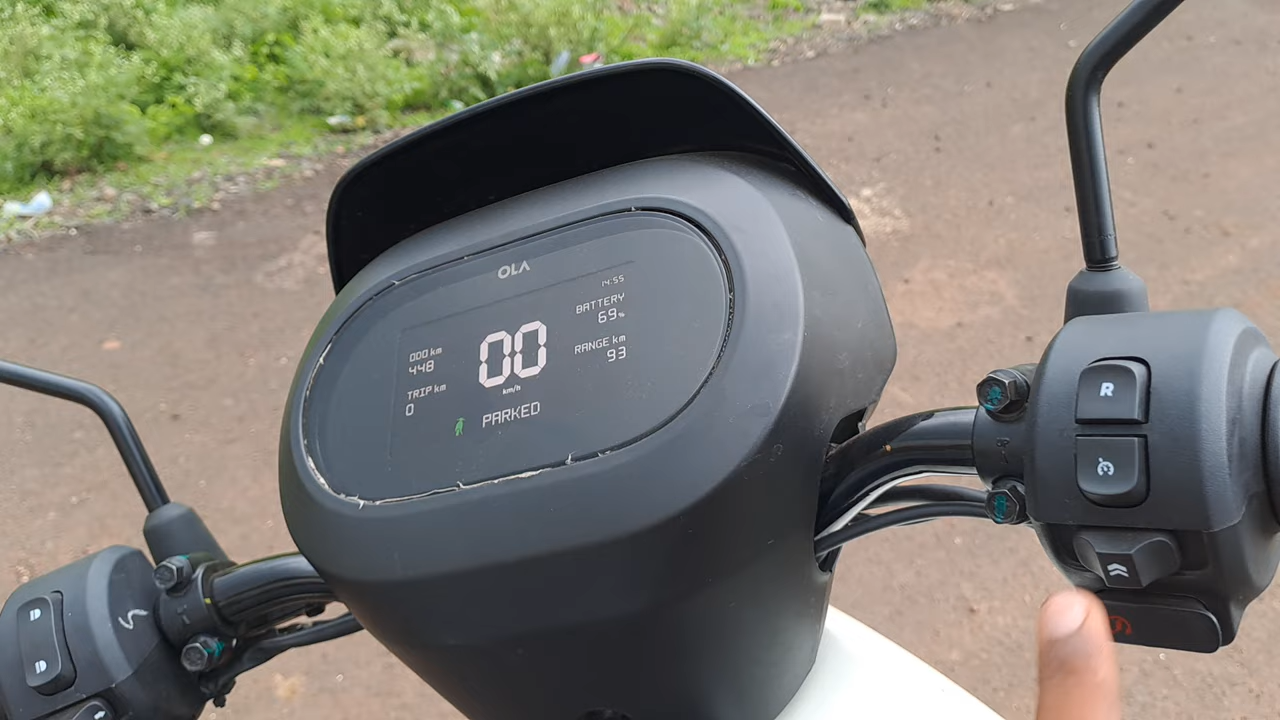 OLA
14:55
BATTERY
69%
RANGE km
93
ODO km
448
TRIP km
0
00
km/h
PARKED
R